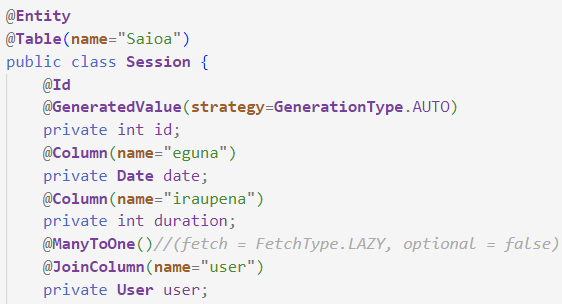 @Entity
@Table(name="Saioa")
public class Session {
    @Id
    @GeneratedValue(strategy=GenerationType.AUTO)
    private int id;
    @Column(name="eguna")
    private Date date;
    @Column(name="iraupena")
    private int duration;
    @ManyToOne()//(fetch = FetchType.LAZY, optional = false)
    @JoinColumn(name="user")
    private User user;